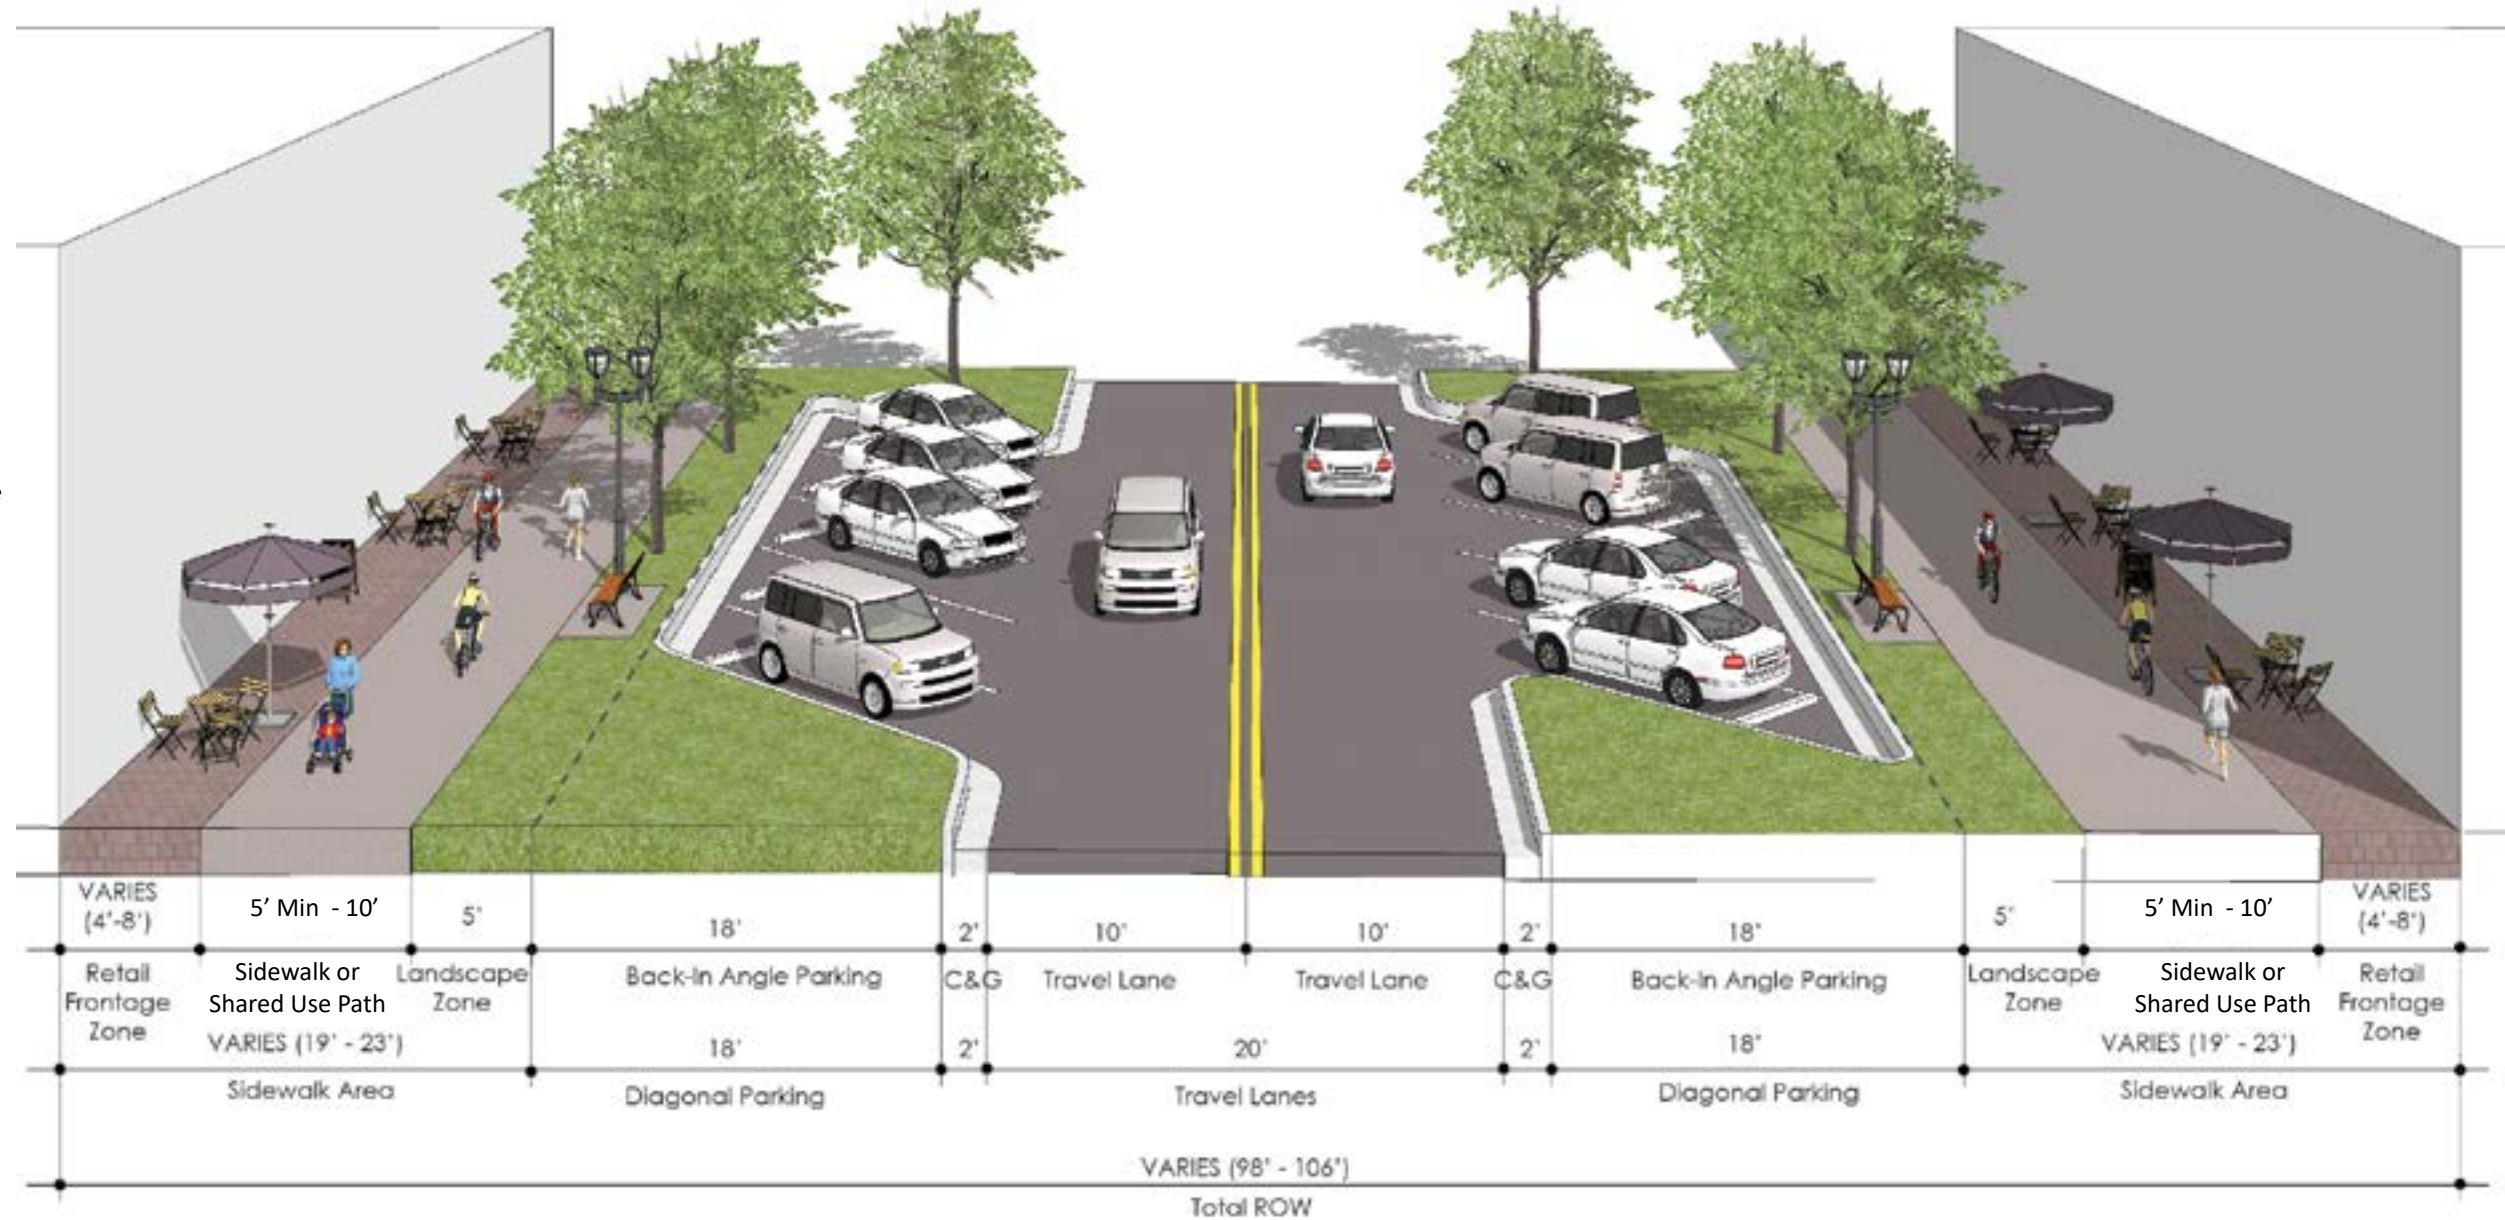 VARIES
(4'-8')
5’ Min - 10’
5'
18'
2'
10'
10'
2'
18'
5'
5’ Min - 10’
VARIES
(4'-8')
Retail
Frontage
Zone
Sidewalk or
Shared Use Path
Landscape
Zone
Back-In Angle Parking
C&G
Travel Lane
Travel Lane
C&G
Back-In Angle Parking
Landscape
Zone
Sidewalk or
Shared Use Path
Retail
Frontage
Zone
VARIES (19' - 23')
18'
2'
20'
2'
18'
VARIES (19' - 23')
Sidewalk Area
Diagonal Parking
Travel Lanes
Diagonal Parking
Sidewalk Area
VARIES (98' - 106')
Total ROW